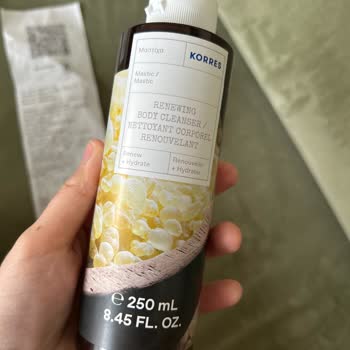 KORRES
Mastic /
Mastic
RENEWING
BODY CLEANSER /
NETTOYANT CORPOREL
RENOUVELANT
Renew
+ Hydrate
Renouveler
+ Hydrater
℮ 250 mL
8.45 FL. OZ.